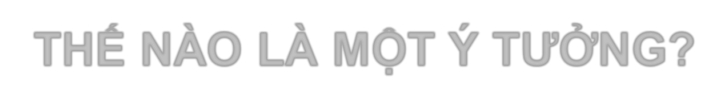 THẾ NÀO LÀ MỘT Ý TƯỞNG?